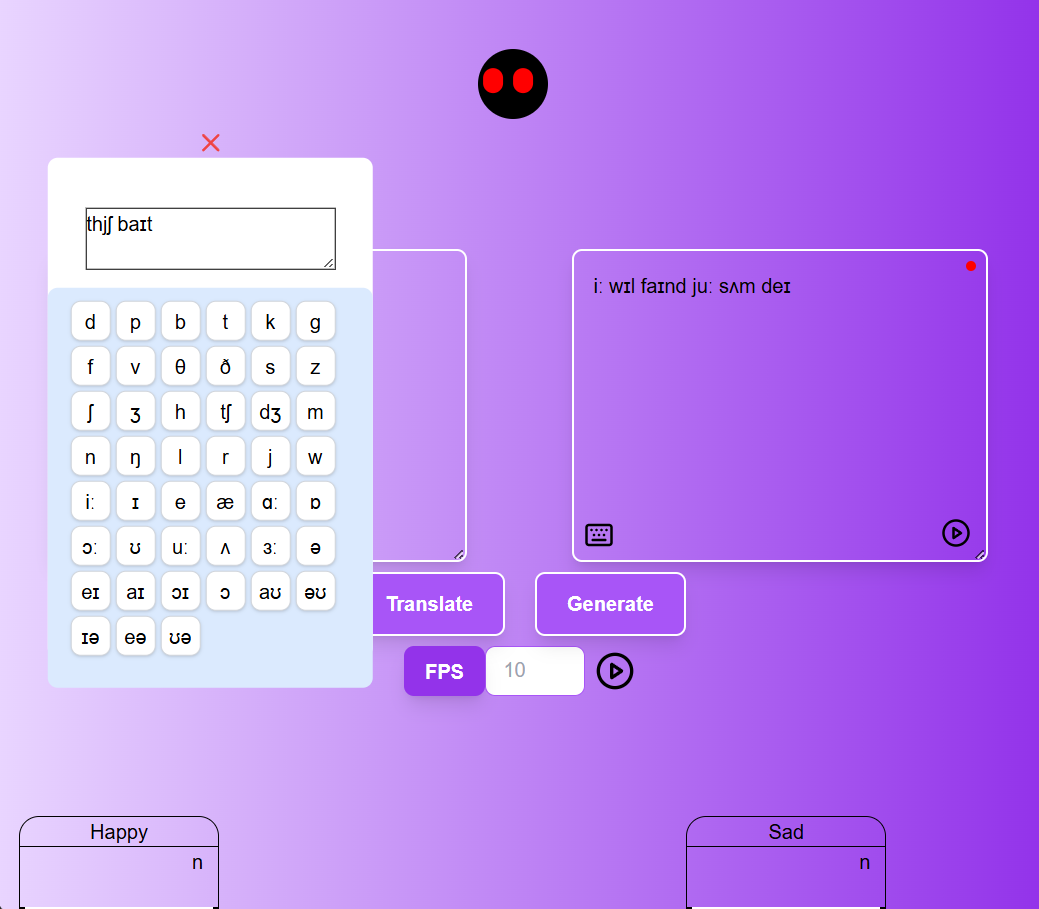 thjʃ baɪt
d p b t k g
f v θ ð s z
ʃ ʒ h tʃ dʒ m
n ŋ l r j w
iː ɪ e æ ɑː ɒ
ɔː ʊ uː ʌ ɜː ə
eɪ aɪ ɔɪ ɔ aʊ əʊ
ɪə eə ʊə
iː wɪl faɪnd juː sʌm deɪ
Translate
Generate
FPS
10
Happy
n
Sad
n